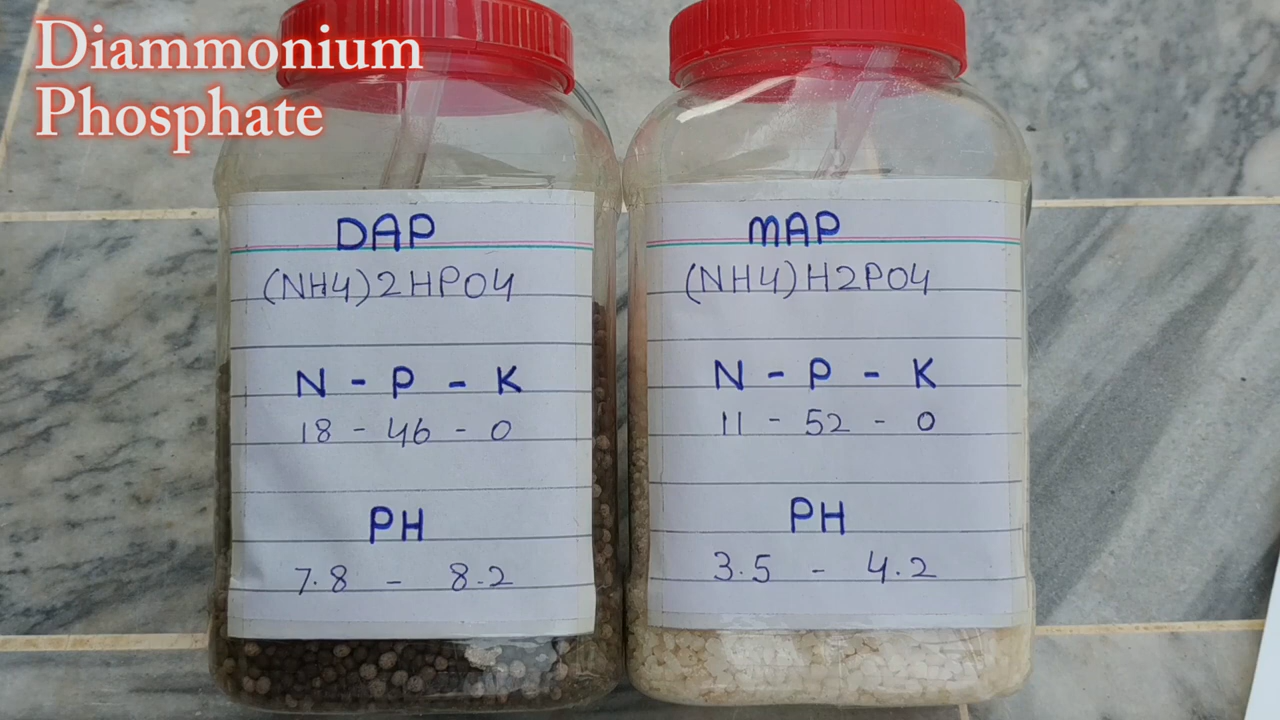 Diammonium
Phosphate
DAP
(NH4)2HPO4
N - P - K
18 - 46 - 0
PH
7.8 - 8.2
MAP
(NH4)H2PO4
N - P - K
11 - 52 - 0
PH
3.5 - 4.2